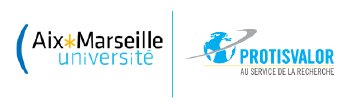 Aix*Marseille
université
PROTISVALOR
AU SERVICE DE LA RECHERCHE